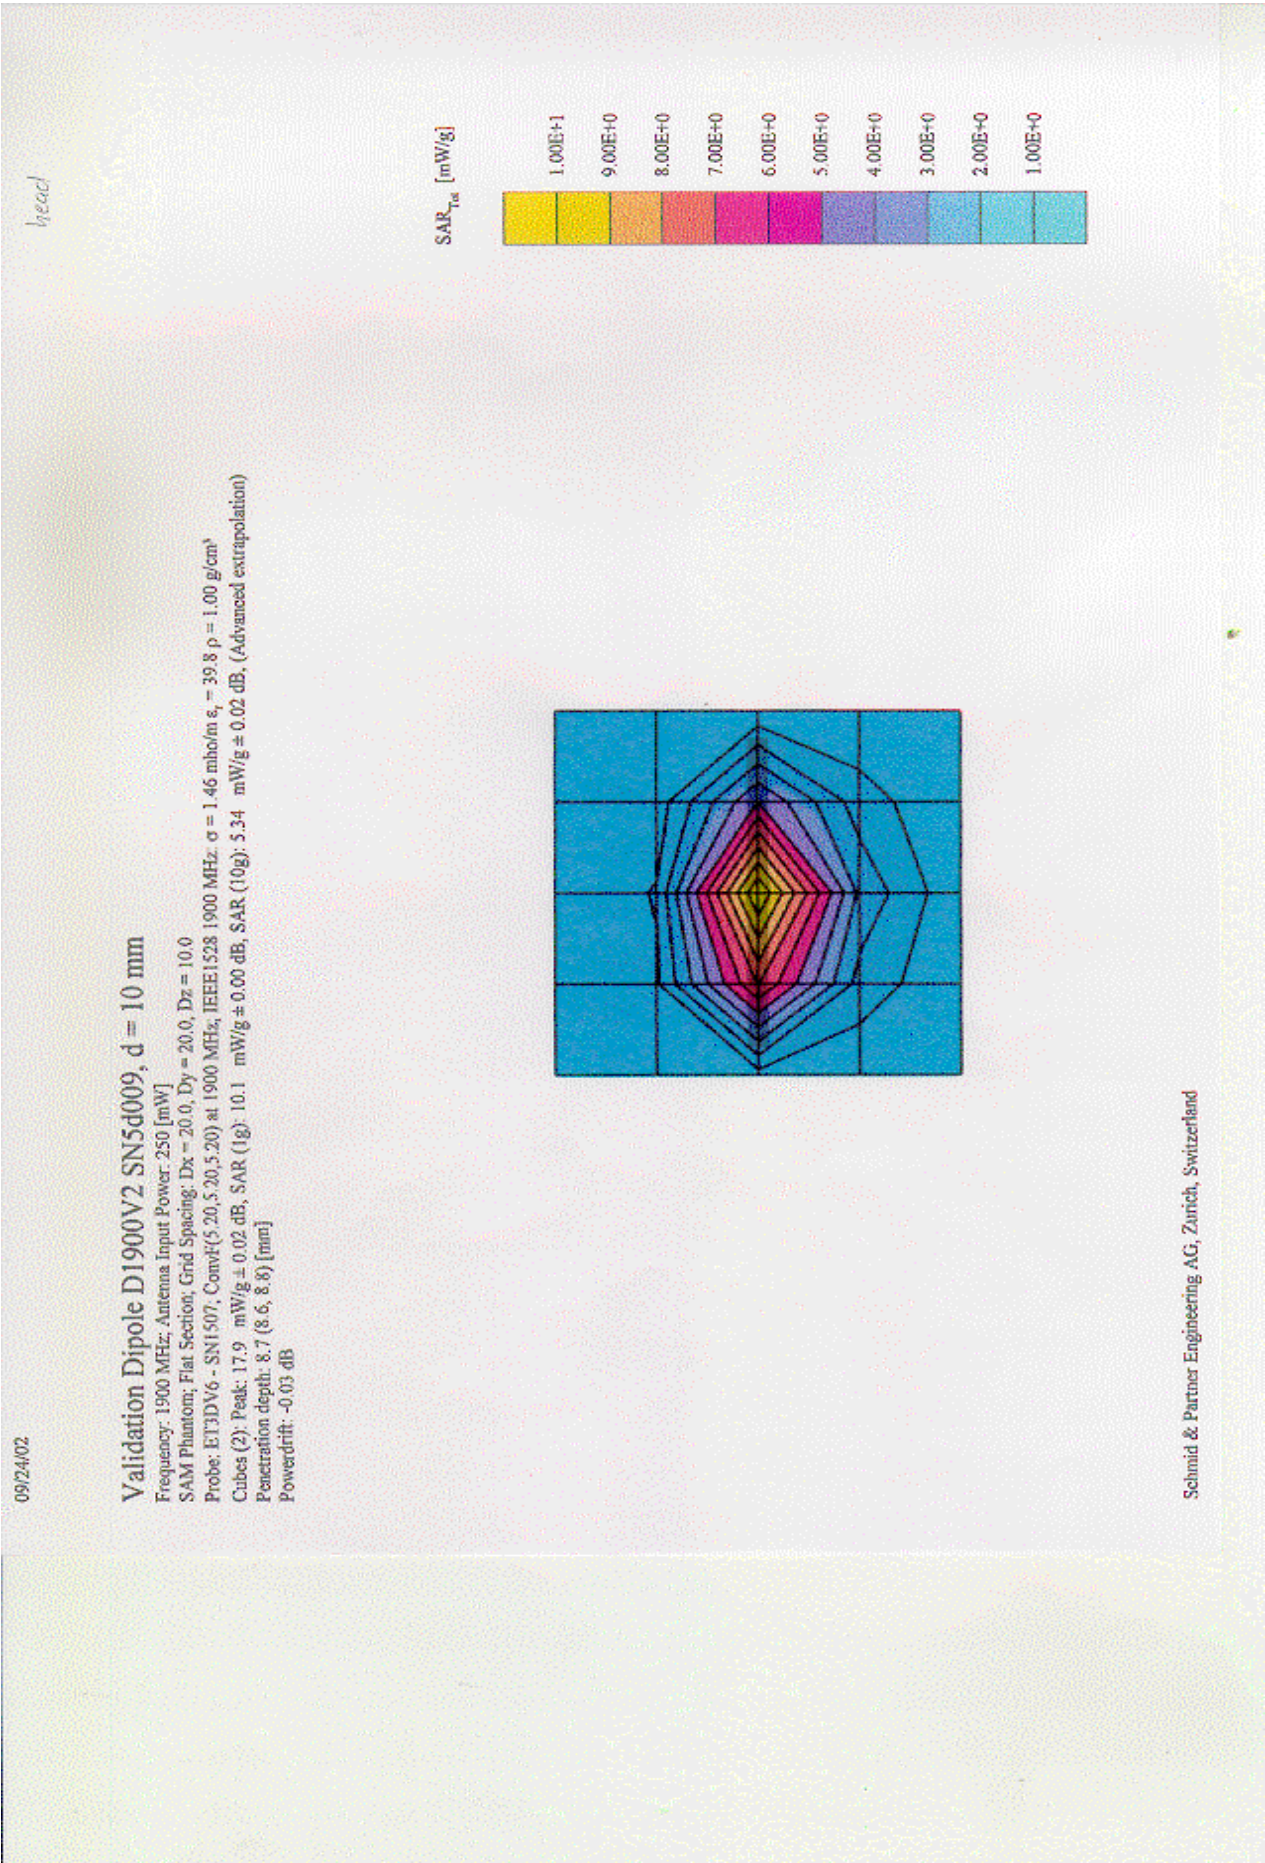 09/24/02
head
Validation Dipole D1900V2 SN5d009, d = 10 mm
Frequency: 1900 MHz; Antenna Input Power: 250 [mW]
SAM Phantom; Flat Section; Grid Spacing: Dx = 20.0, Dy = 20.0, Dz = 10.0
Probe: ET3DV6 - SN1507; ConvF(5.20,5.20,5.20) at 1900 MHz, IEEE1528 1900 MHz: σ = 1.46 mho/m εr = 39.8 ρ = 1.00 g/cm³
Cubes (2): Peak: 17.9 mW/g ± 0.02 dB, SAR (1g): 10.1 mW/g ± 0.00 dB, SAR (10g): 5.34 mW/g ± 0.02 dB, (Advanced extrapolation)
Penetration depth: 8.7 (8.6, 8.8) [mm]
Powerdrift: -0.03 dB
SARTot [mW/g]
1.00E+1
9.00E+0
8.00E+0
7.00E+0
6.00E+0
5.00E+0
4.00E+0
3.00E+0
2.00E+0
1.00E+0
Schmid & Partner Engineering AG, Zurich, Switzerland